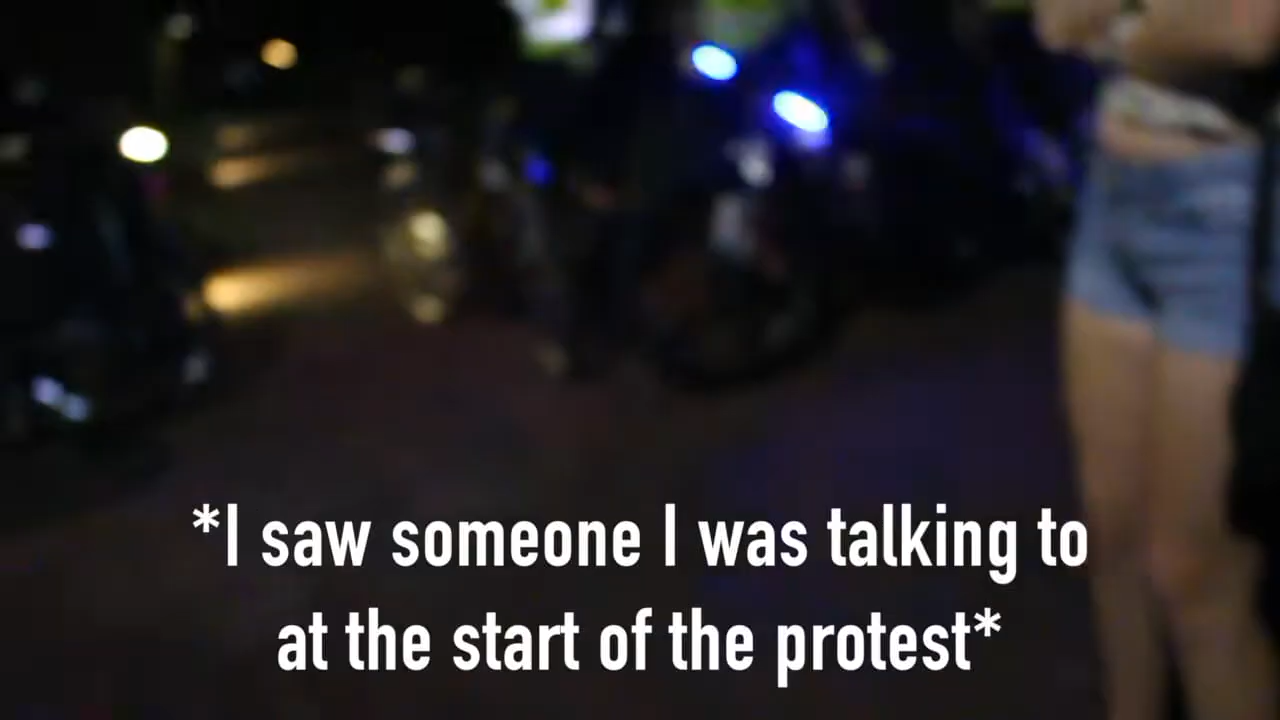 *I saw someone I was talking to
at the start of the protest*